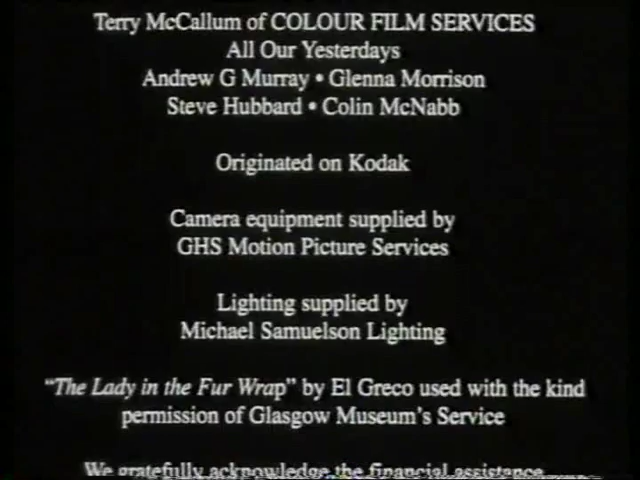 Terry McCallum of COLOUR FILM SERVICES
All Our Yesterdays
Andrew G Murray • Glenna Morrison
Steve Hubbard • Colin McNabb
Originated on Kodak
Camera equipment supplied by
GHS Motion Picture Services
Lighting supplied by
Michael Samuelson Lighting
“The Lady in the Fur Wrap” by El Greco used with the kind
permission of Glasgow Museum’s Service
We gratefully acknowledge the financial assistance